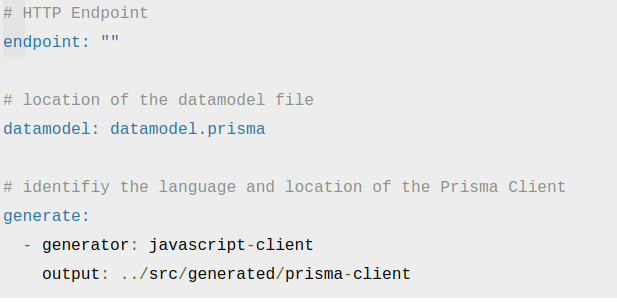 # HTTP Endpoint
endpoint: ""
# location of the datamodel file
datamodel: datamodel.prisma
# identifiy the language and location of the Prisma Client
generate:
  - generator: javascript-client
    output: ../src/generated/prisma-client